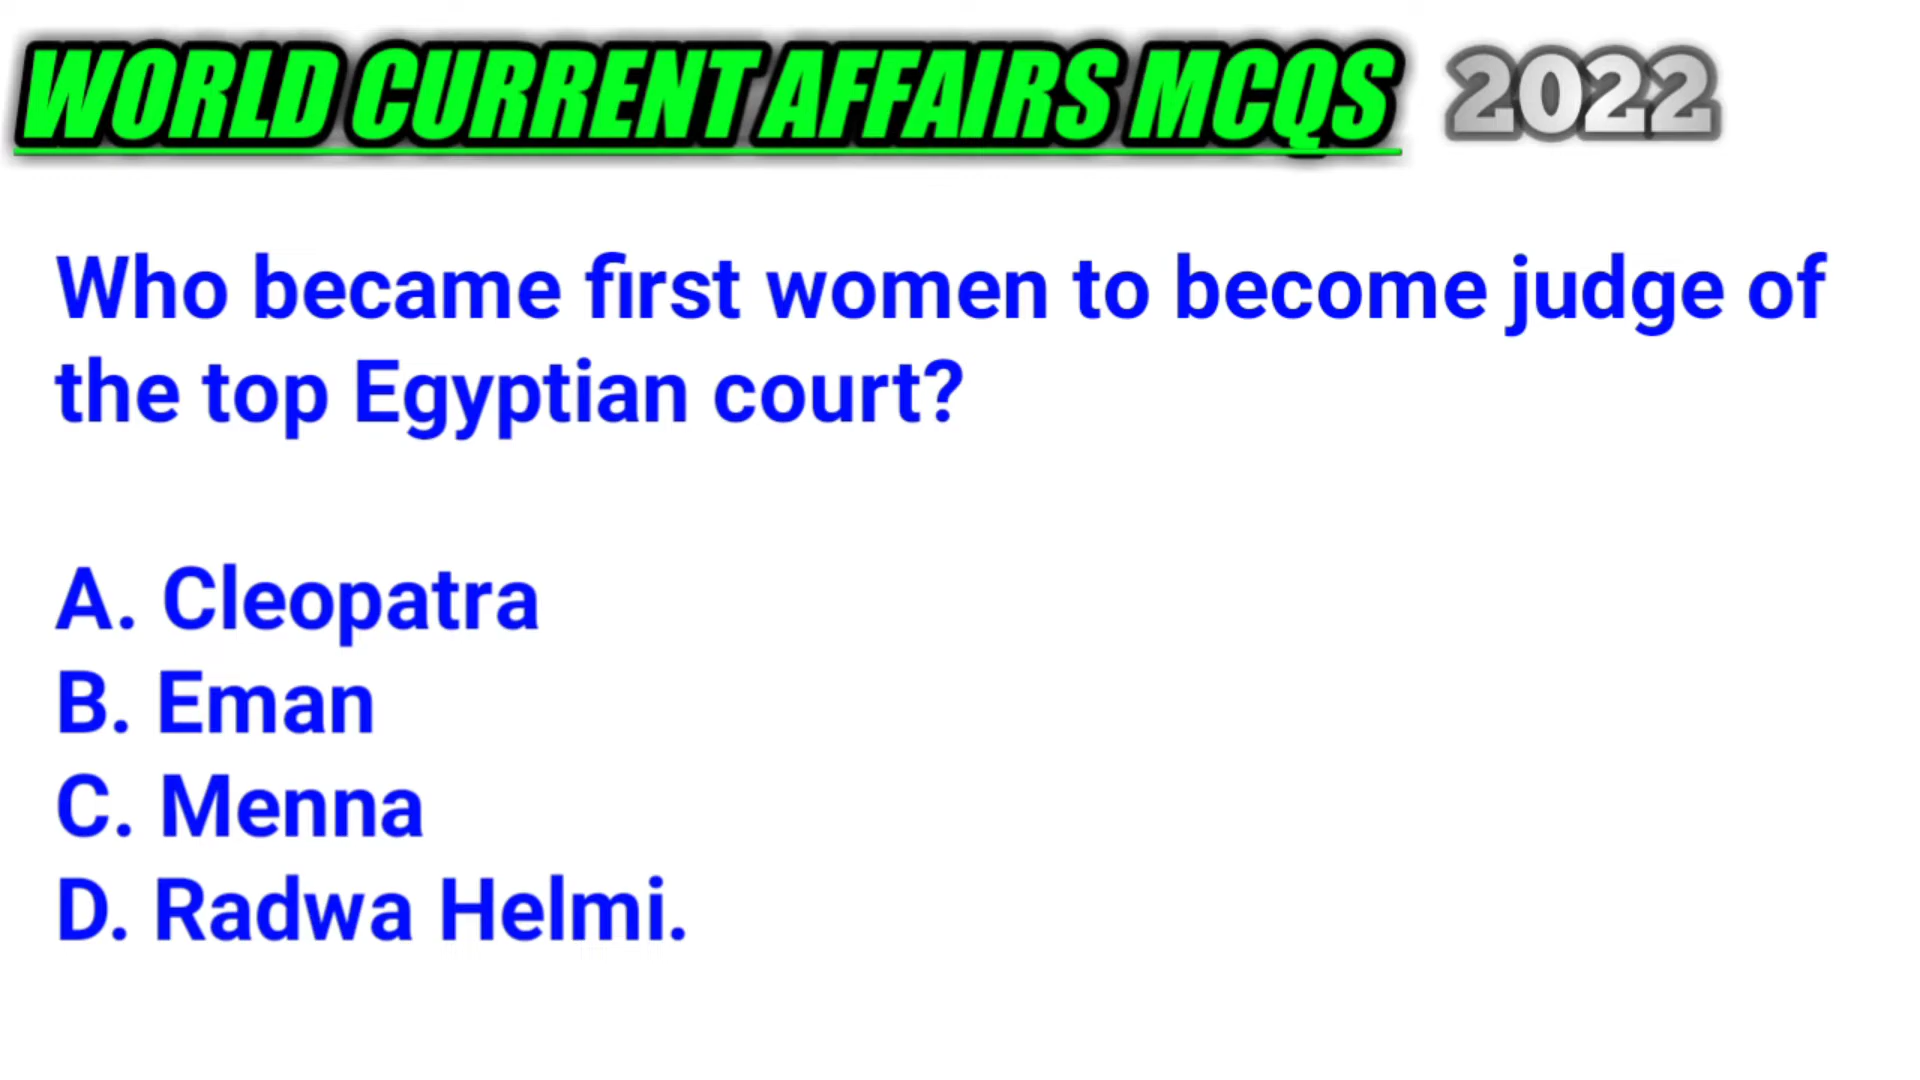 WORLD CURRENT AFFAIRS MCQS 2022
Who became first women to become judge of
the top Egyptian court?
A. Cleopatra
B. Eman
C. Menna
D. Radwa Helmi.